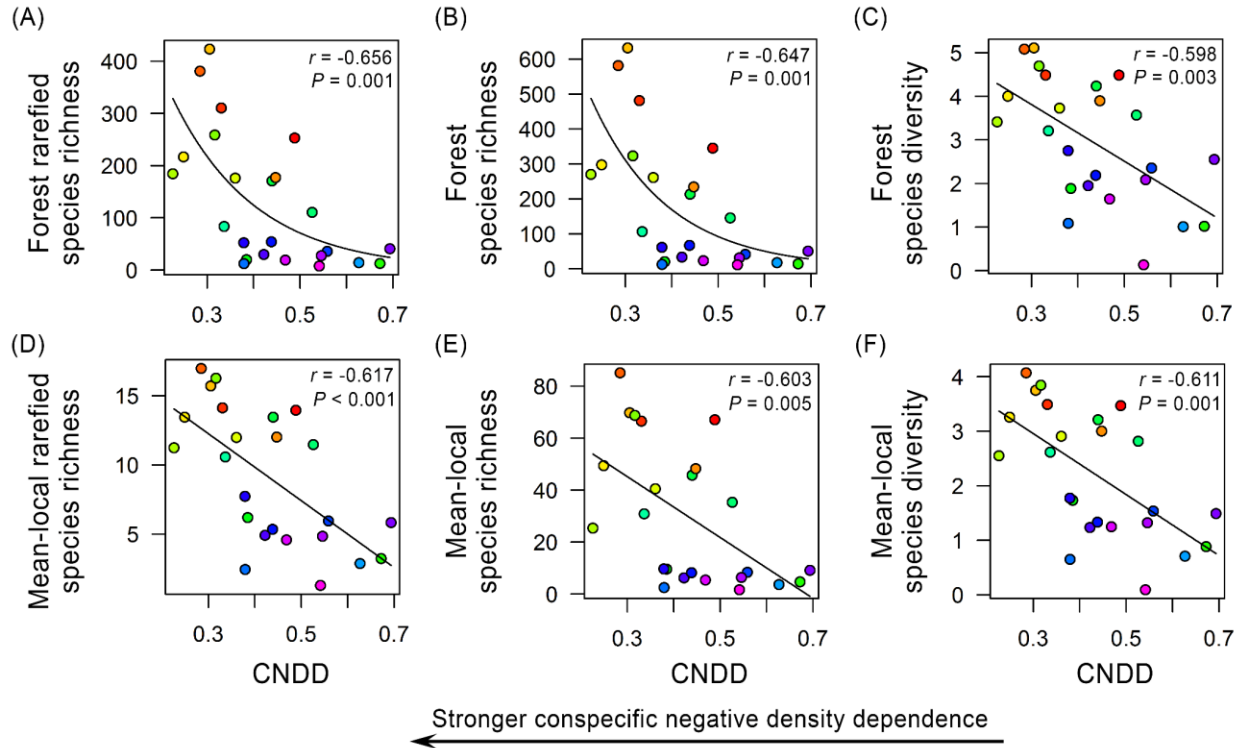 (A)
Forest rarefied
species richness
400
300
200
100
0
r = -0.656
P = 0.001
0.3
0.5
0.7
(B)
Forest
species richness
600
500
400
300
200
100
0
r = -0.647
P = 0.001
0.3
0.5
0.7
(C)
Forest
species diversity
5
4
3
2
1
0
r = -0.598
P = 0.003
0.3
0.5
0.7
(D)
Mean-local rarefied
species richness
15
10
5
r = -0.617
P < 0.001
0.3
0.5
0.7
CNDD
(E)
Mean-local
species richness
80
60
40
20
0
r = -0.603
P = 0.005
0.3
0.5
0.7
CNDD
(F)
Mean-local
species diversity
4
3
2
1
0
r = -0.611
P = 0.001
0.3
0.5
0.7
CNDD
Stronger conspecific negative density dependence